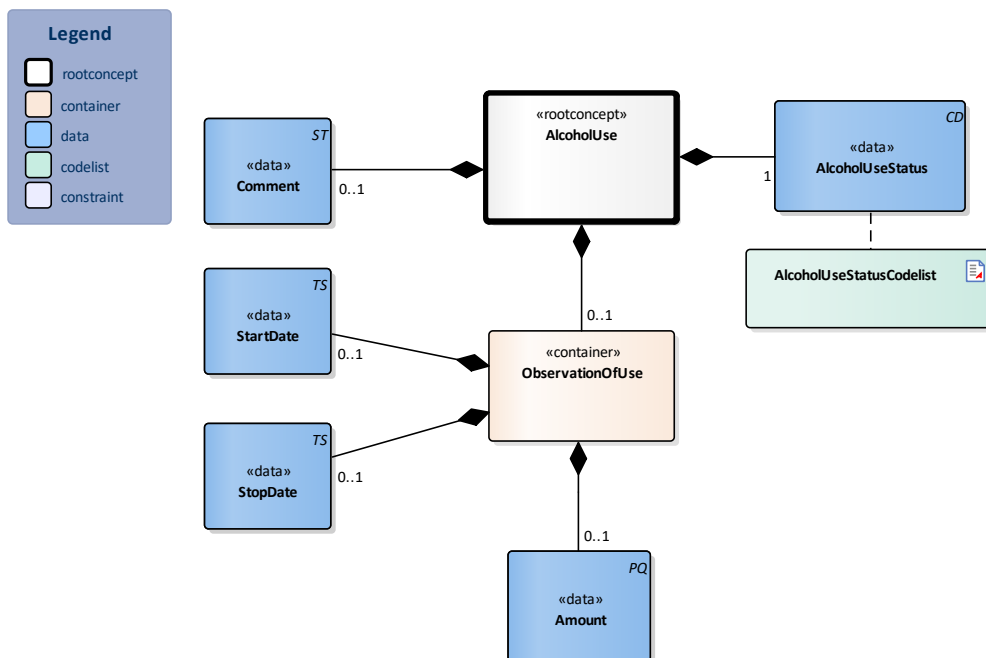 Legend
rootconcept
container
data
codelist
constraint
ST
«data»
Comment
0..1
«rootconcept»
AlcoholUse
CD
«data»
AlcoholUseStatus
1
AlcoholUseStatusCodelist
TS
«data»
StartDate
0..1
0..1
«container»
ObservationOfUse
TS
«data»
StopDate
0..1
0..1
PQ
«data»
Amount